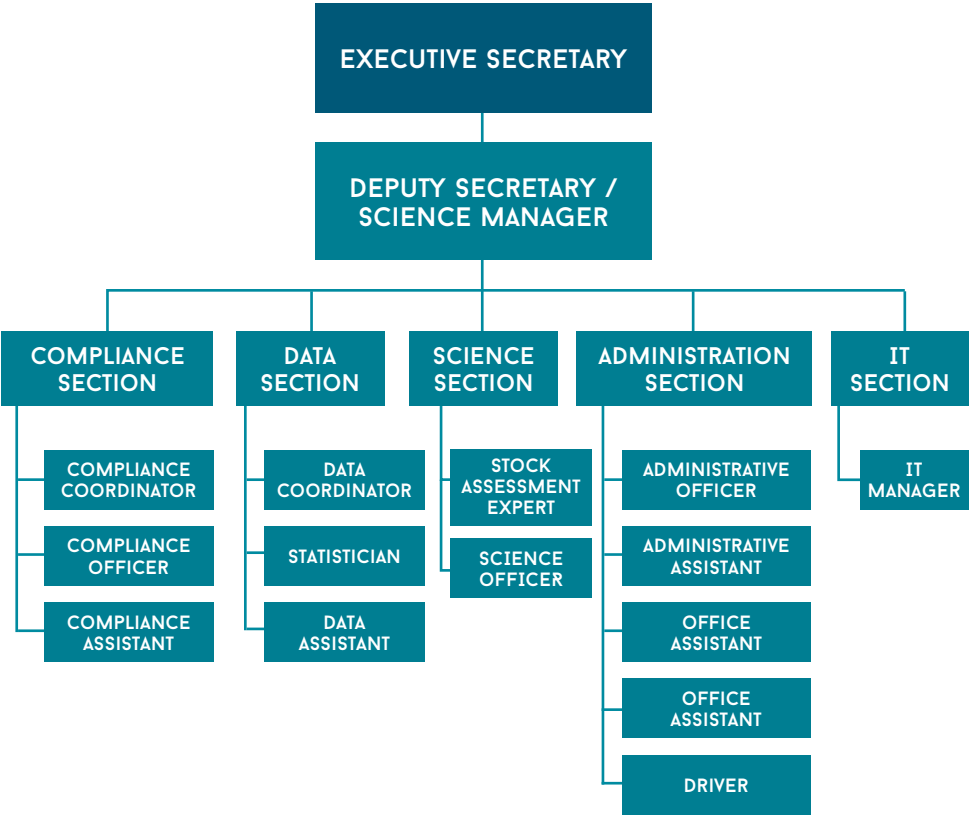 EXECUTIVE SECRETARY
DEPUTY SECRETARY /
SCIENCE MANAGER
COMPLIANCE
SECTION
DATA
SECTION
SCIENCE
SECTION
ADMINISTRATION
SECTION
IT
SECTION
COMPLIANCE
COORDINATOR
COMPLIANCE
OFFICER
COMPLIANCE
ASSISTANT
DATA
COORDINATOR
STATISTICIAN
DATA
ASSISTANT
STOCK
ASSESSMENT
EXPERT
SCIENCE
OFFICER
ADMINISTRATIVE
OFFICER
ADMINISTRATIVE
ASSISTANT
OFFICE
ASSISTANT
OFFICE
ASSISTANT
DRIVER
IT
MANAGER